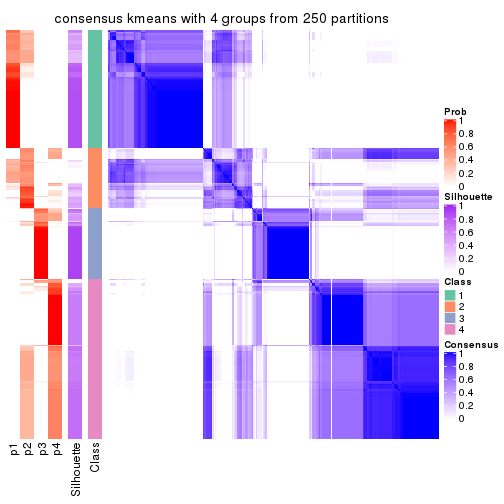 consensus kmeans with 4 groups from 250 partitions
Prob
1
0.8
0.6
0.4
0.2
0
Silhouette
1
0.8
0.6
0.4
0.2
0
Class
1
2
3
4
Consensus
1
0.8
0.6
0.4
0.2
0
p1
p2
p3
p4
Silhouette
Class